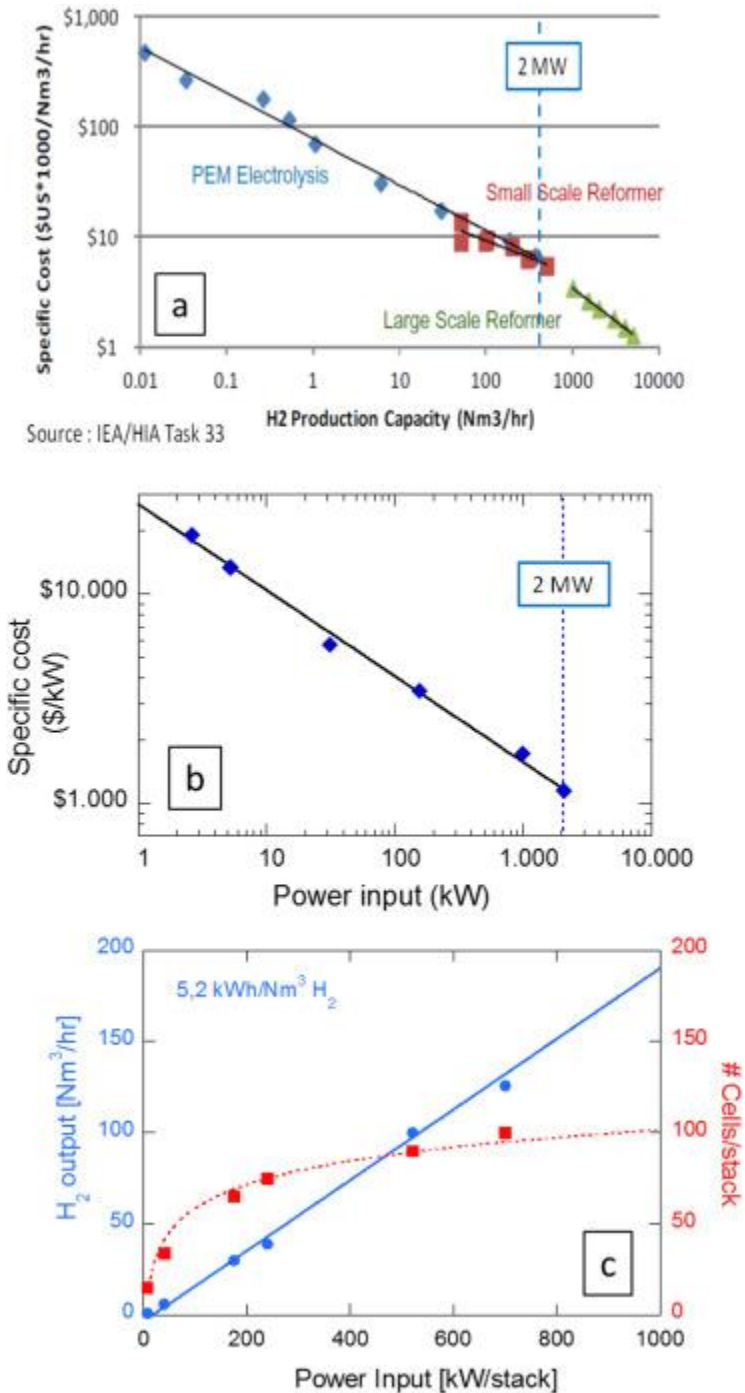 $1,000
$100
$10
$1
Specific Cost ($US*1000/Nm3/hr)
2 MW
PEM Electrolysis
Small Scale Reformer
Large Scale Reformer
a
0.01 0.1 1 10 100 1000 10000
H2 Production Capacity (Nm3/hr)
Source : IEA/HIA Task 33
$10.000
$1.000
Specific cost
($/kW)
2 MW
b
1 10 100 1.000 10.000
Power input (kW)
200
150
100
50
0
H2 output [Nm3/hr]
5,2 kWh/Nm3 H2
200
150
100
50
0
# Cells/stack
c
0 200 400 600 800 1000
Power Input [kW/stack]